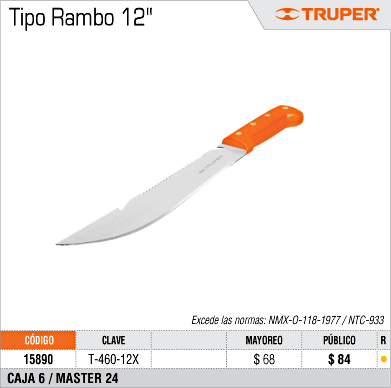 Tipo Rambo 12"
TRUPER®
TRUPER
Excede las normas: NMX-O-118-1977 / NTC-933
CÓDIGO CLAVE MAYOREO PÚBLICO R
15890 T-460-12X $ 68 $ 84
CAJA 6 / MASTER 24